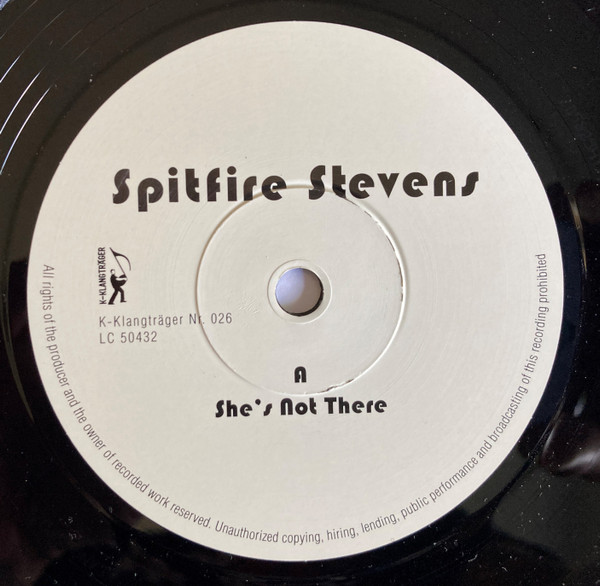 Spitfire Stevens
K-KLANGTRÄGER
K-Klangträger Nr. 026
LC 50432
A
She's Not There
All rights of the producer and the owner of recorded work reserved. Unauthorized copying, hiring, lending, public performance and broadcasting of this recording prohibited